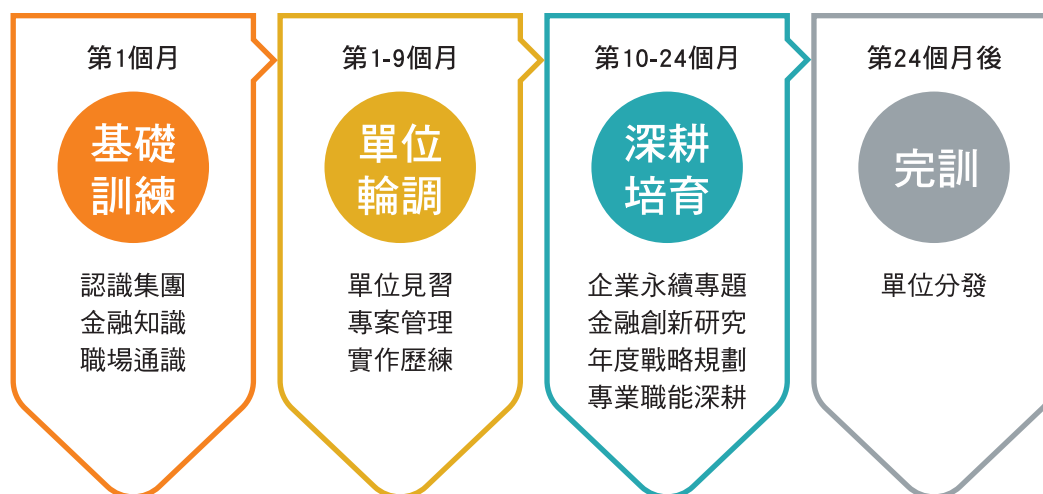 第1個月
基礎
訓練
認識集團
金融知識
職場通識
第1-9個月
單位
輪調
單位見習
專案管理
實作歷練
第10-24個月
深耕
培育
企業永續專題
金融創新研究
年度戰略規劃
專業職能深耕
第24個月後
完訓
單位分發